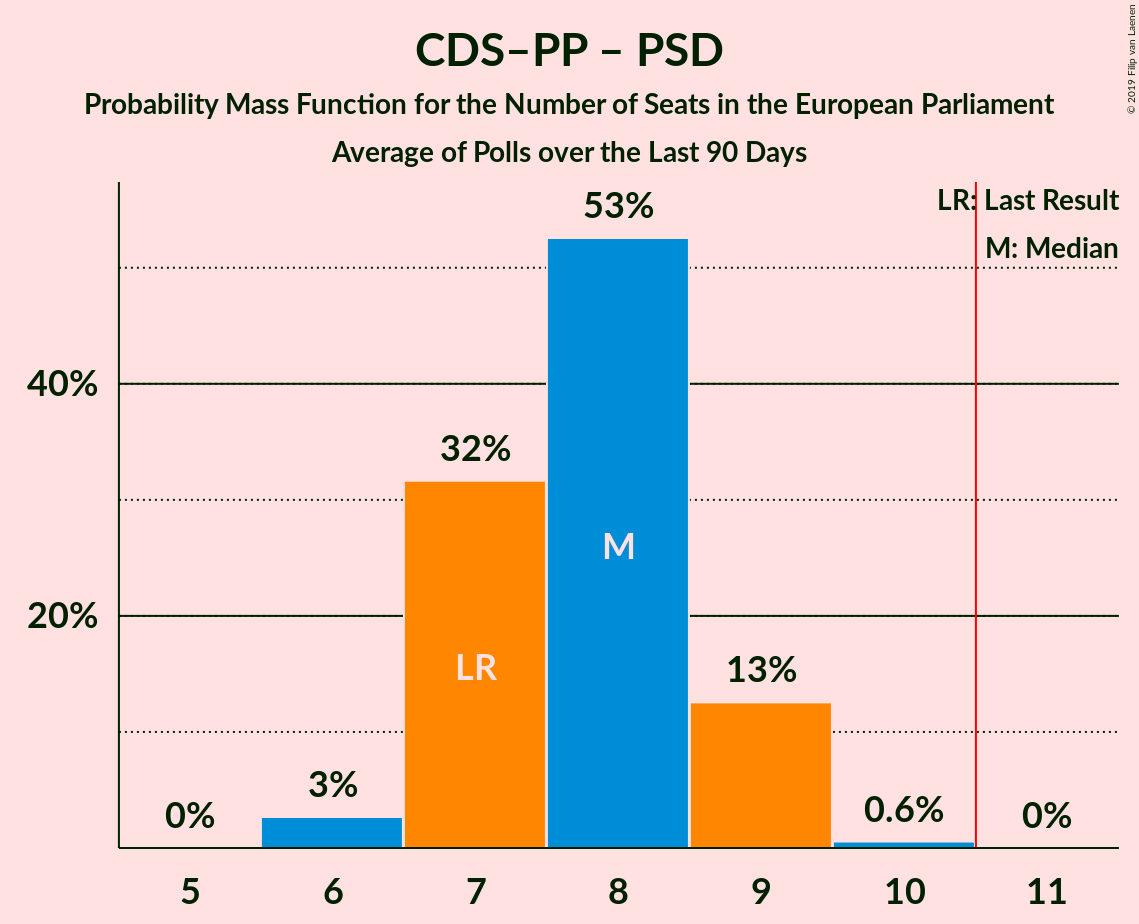 CDS–PP – PSD
Probability Mass Function for the Number of Seats in the European Parliament
Average of Polls over the Last 90 Days
© 2019 Filip van Laenen
LR: Last Result
M: Median
53%
40%
32%
M
20%
LR
13%
3%
0.6%
0%
0%
5 6 7 8 9 10 11